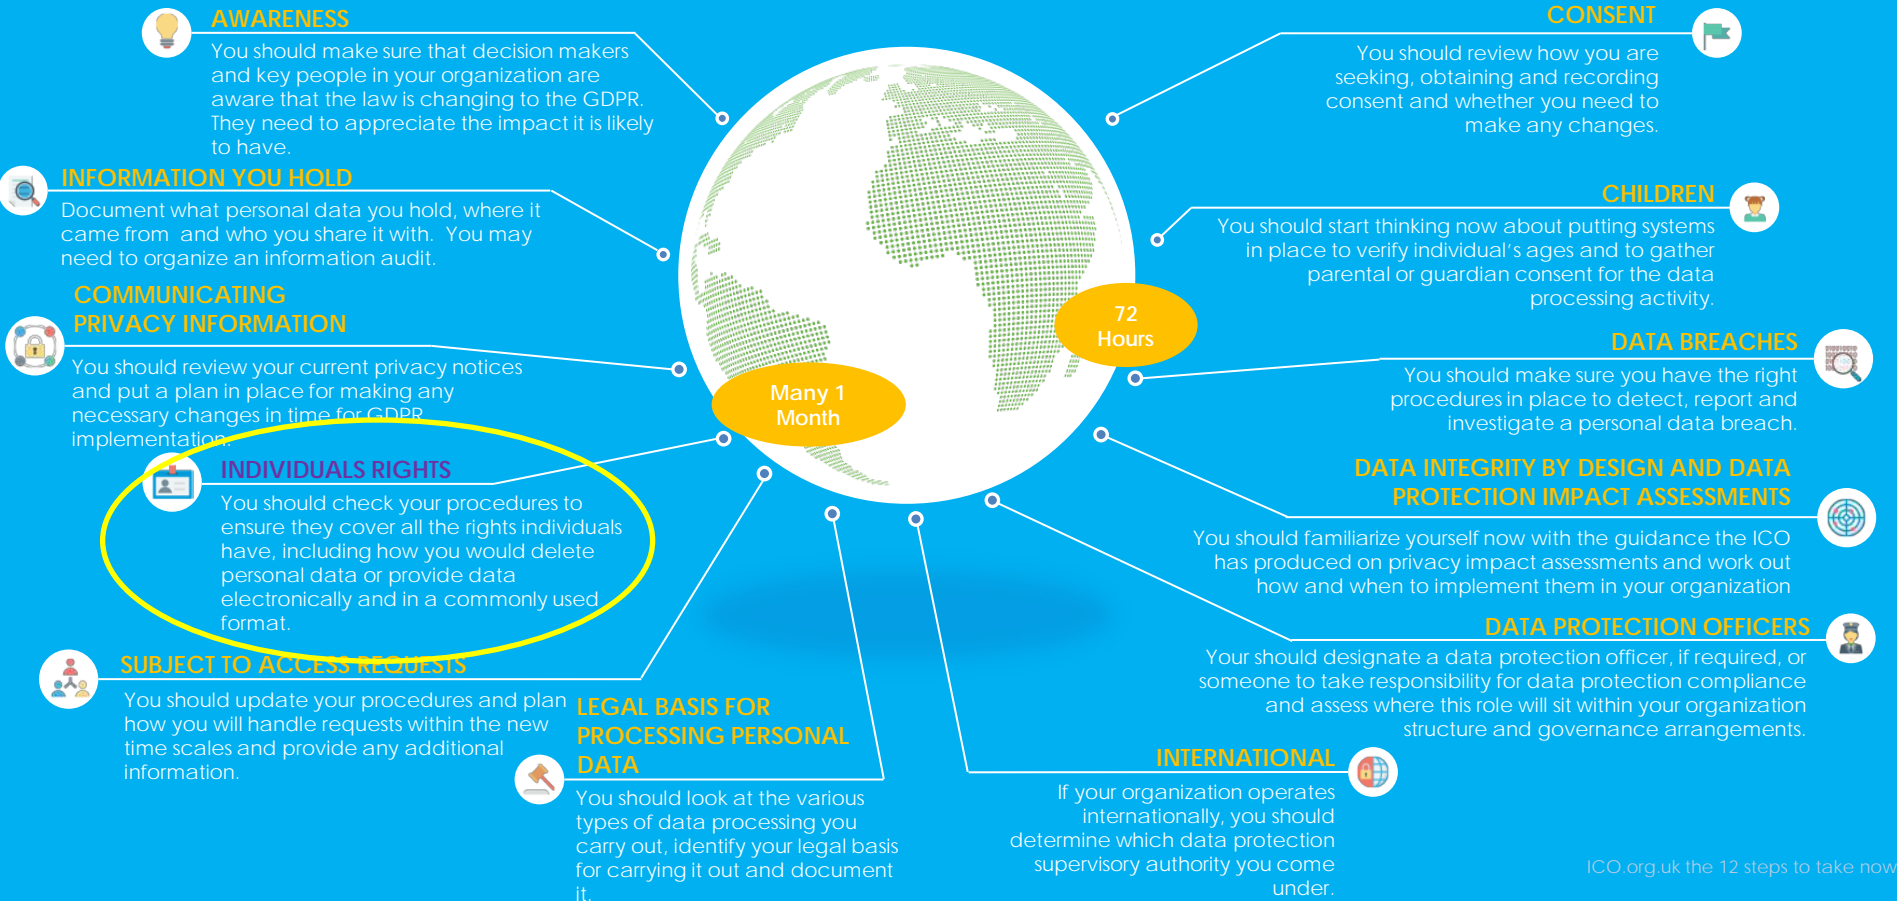 AWARENESS
You should make sure that decision makers
and key people in your organization are
aware that the law is changing to the GDPR.
They need to appreciate the impact it is likely
to have.
INFORMATION YOU HOLD
Document what personal data you hold, where it
came from  and who you share it with.  You may
need to organize an information audit.
COMMUNICATING
PRIVACY INFORMATION
You should review your current privacy notices
and put a plan in place for making any
necessary changes in time for GDPR
implementation.
INDIVIDUALS RIGHTS
You should check your procedures to
ensure they cover all the rights individuals
have, including how you would delete
personal data or provide data
electronically and in a commonly used
format.
SUBJECT TO ACCESS REQUESTS
You should update your procedures and plan
how you will handle requests within the new
time scales and provide any additional
information.
LEGAL BASIS FOR
PROCESSING PERSONAL
DATA
You should look at the various
types of data processing you
carry out, identify your legal basis
for carrying it out and document
it.
Many 1
Month
72
Hours
CONSENT
You should review how you are
seeking, obtaining and recording
consent and whether you need to
make any changes.
CHILDREN
You should start thinking now about putting systems
in place to verify individual's ages and to gather
parental or guardian consent for the data
processing activity.
DATA BREACHES
You should make sure you have the right
procedures in place to detect, report and
investigate a personal data breach.
DATA INTEGRITY BY DESIGN AND DATA
PROTECTION IMPACT ASSESSMENTS
You should familiarize yourself now with the guidance the ICO
has produced on privacy impact assessments and work out
how and when to implement them in your organization
DATA PROTECTION OFFICERS
Your should designate a data protection officer, if required, or
someone to take responsibility for data protection compliance
and assess where this role will sit within your organization
structure and governance arrangements.
INTERNATIONAL
If your organization operates
internationally, you should
determine which data protection
supervisory authority you come
under.
ICO.org.uk the 12 steps to take now